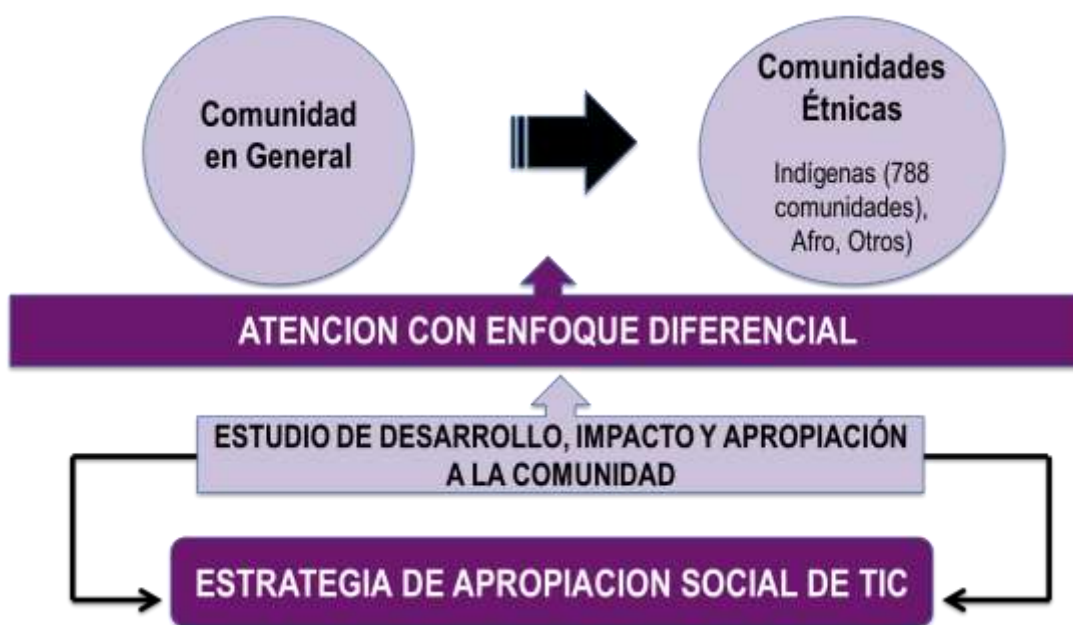 Comunidad
en General
Comunidades
Étnicas
Indígenas (788
comunidades),
Afro, Otros)
ATENCION CON ENFOQUE DIFERENCIAL
ESTUDIO DE DESARROLLO, IMPACTO Y APROPIACIÓN
A LA COMUNIDAD
ESTRATEGIA DE APROPIACION SOCIAL DE TIC